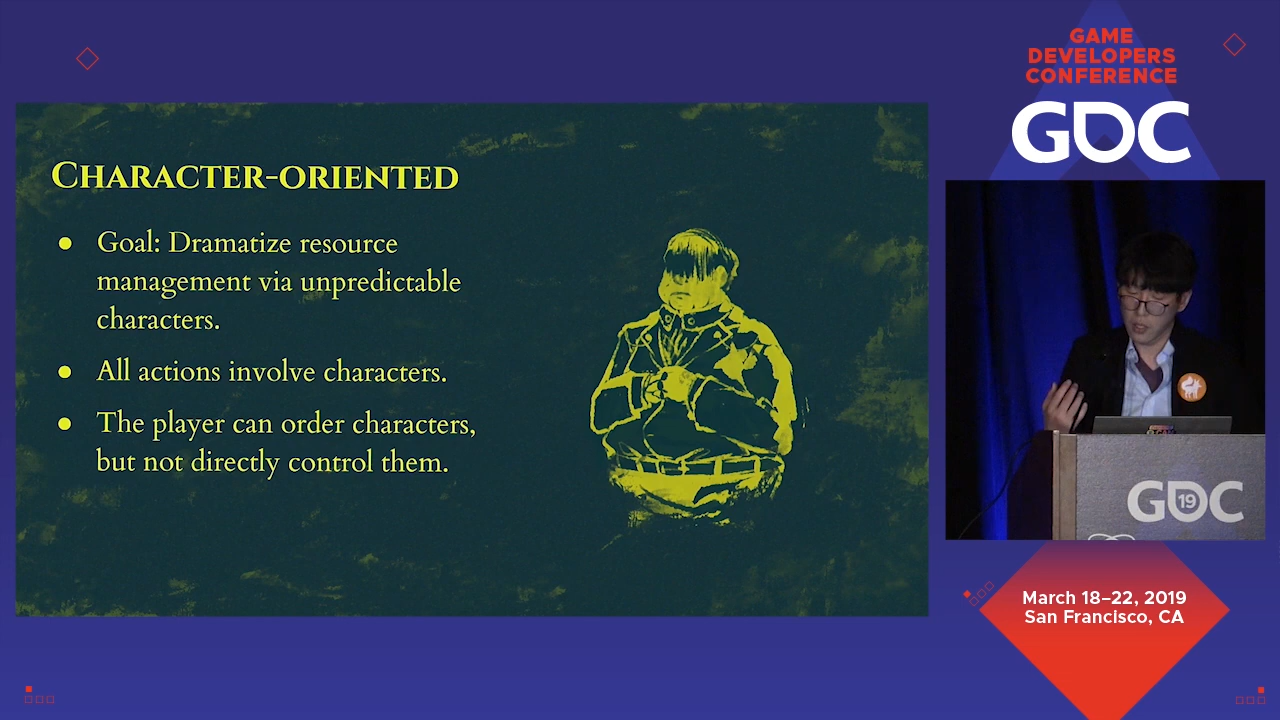 GAME
DEVELOPERS
CONFERENCE
GDC
CHARACTER-ORIENTED
● Goal: Dramatize resource
management via unpredictable
characters.
● All actions involve characters.
● The player can order characters,
but not directly control them.
GDC 19
March 18–22, 2019
San Francisco, CA